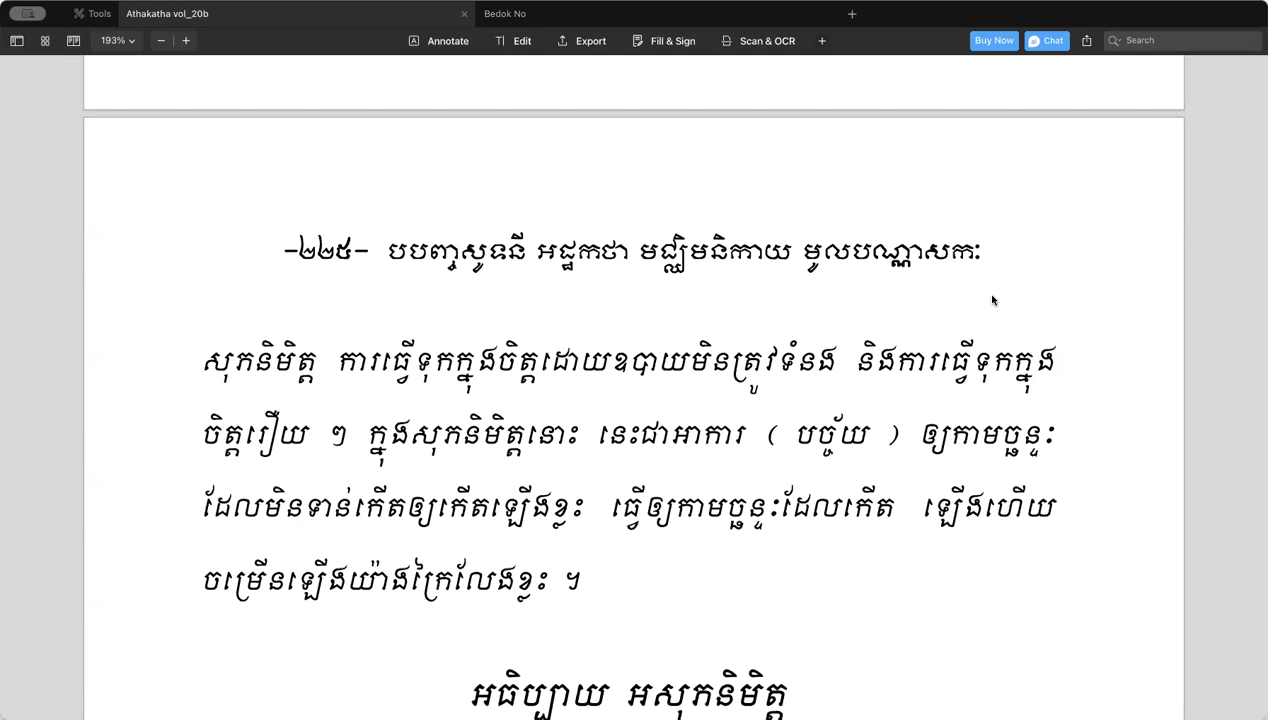 Tools
Athakatha vol_20b
Bedok No
193%
Annotate
Edit
Export
Fill & Sign
Scan & OCR
Buy Now
Chat
Search
-២២៥- បបញ្ចសូទនី អដ្ឋកថា មជ្ឈិមនិកាយ មូលបណ្ណាសកៈ
សុភនិមិត្ត ការធ្វើទុកក្នុងចិត្តដោយឧបាយមិនត្រូវទំនង និងការធ្វើទុកក្នុង
ចិត្តរឿយ ៗ ក្នុងសុភនិមិត្តនោះ នេះជាអាការ ( បច្ច័យ ) ឲ្យកាមច្ឆន្ទៈ
ដែលមិនទាន់កើតឲ្យកើតឡើងខ្លះ ធ្វើឲ្យកាមច្ឆន្ទៈដែលកើត ឡើងហើយ
ចម្រើនឡើងយ៉ាងក្រៃលែងខ្លះ ។
អធិប្បាយ អសុភនិមិត្ត